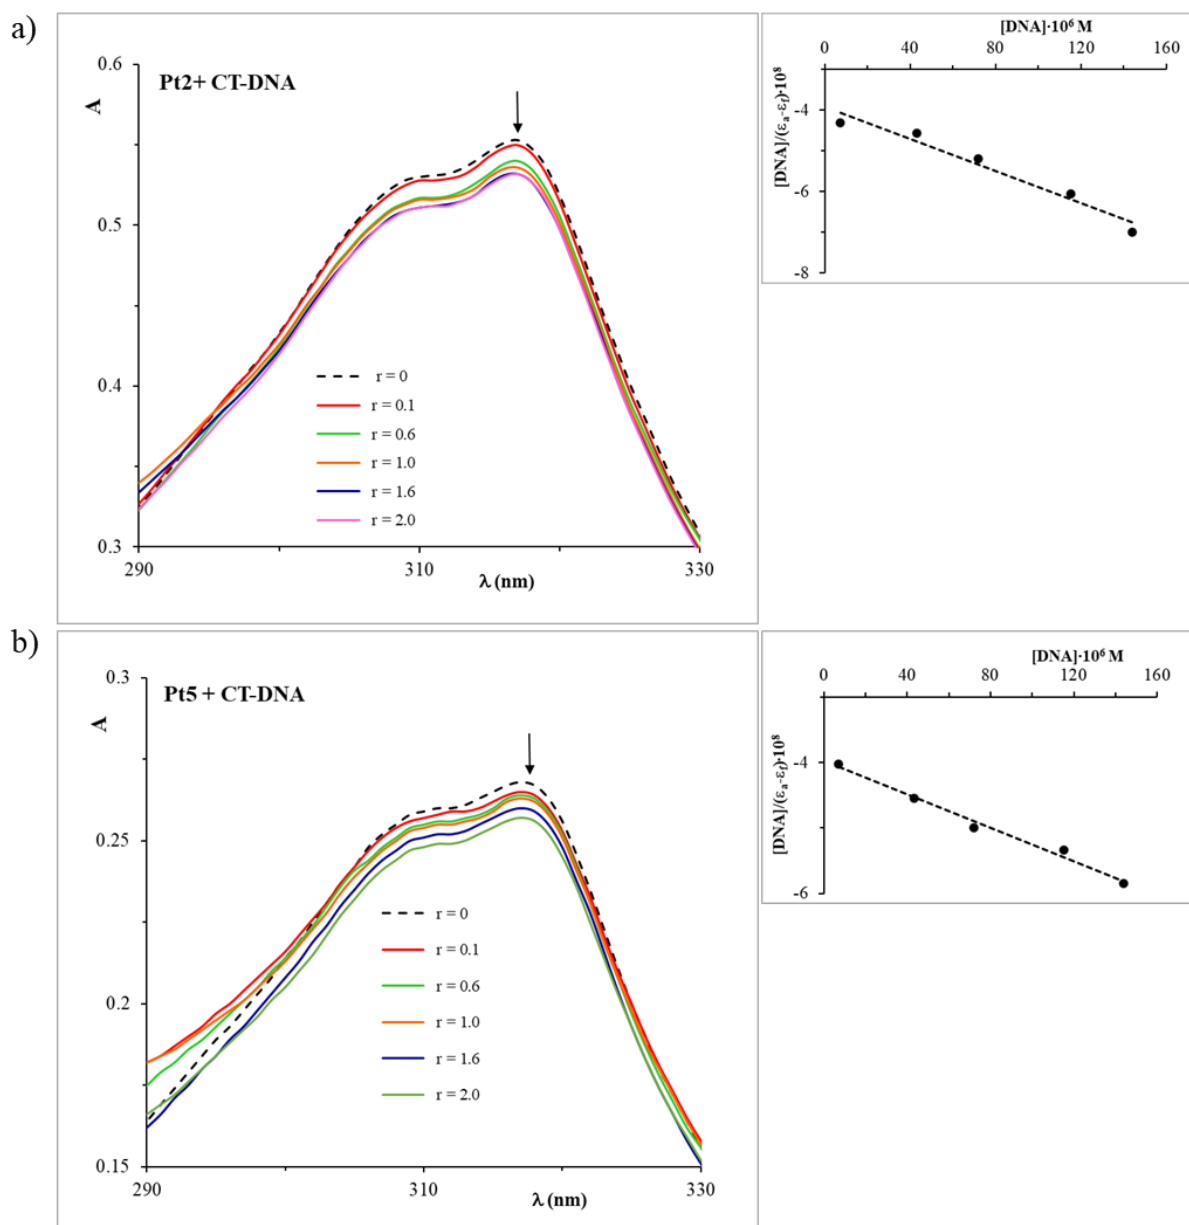 a)
Pt2+ CT-DNA
A
0.6
0.5
0.4
0.3
r = 0
r = 0.1
r = 0.6
r = 1.0
r = 1.6
r = 2.0
290
310
330
λ (nm)
[DNA]·10⁶ M
0
40
80
120
160
[DNA]/(εₐ-ε_f)·10⁸
-4
-6
-8
b)
Pt5 + CT-DNA
A
0.3
0.25
0.2
0.15
r = 0
r = 0.1
r = 0.6
r = 1.0
r = 1.6
r = 2.0
290
310
330
λ (nm)
[DNA]·10⁶ M
0
40
80
120
160
[DNA]/(εₐ-ε_f)·10⁸
-4
-6